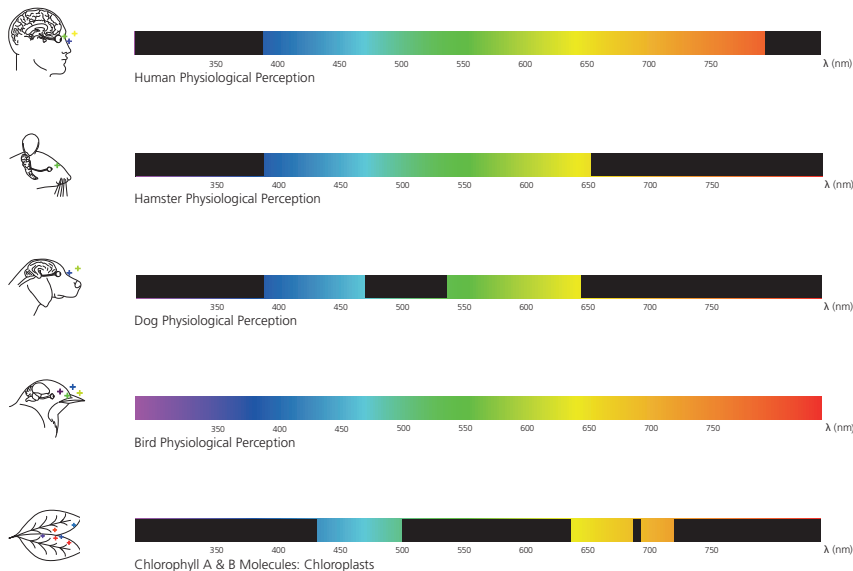 350 400 450 500 550 600 650 700 750 λ (nm)
Human Physiological Perception
350 400 450 500 550 600 650 700 750 λ (nm)
Hamster Physiological Perception
350 400 450 500 550 600 650 700 750 λ (nm)
Dog Physiological Perception
350 400 450 500 550 600 650 700 750 λ (nm)
Bird Physiological Perception
350 400 450 500 550 600 650 700 750 λ (nm)
Chlorophyll A & B Molecules: Chloroplasts